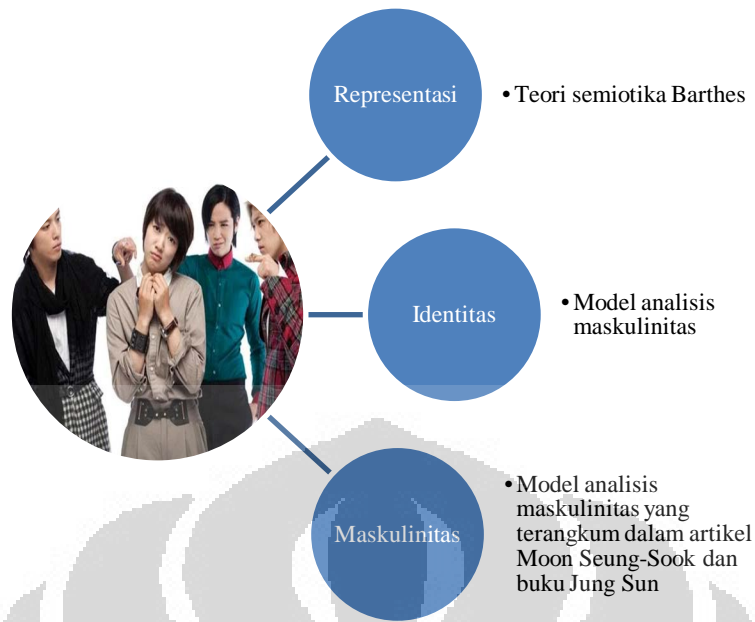 Representasi
• Teori semiotika Barthes
Identitas
• Model analisis
maskulinitas
Maskulinitas
• Model analisis
maskulinitas yang
terangkum dalam artikel
Moon Seung-Sook dan
buku Jung Sun